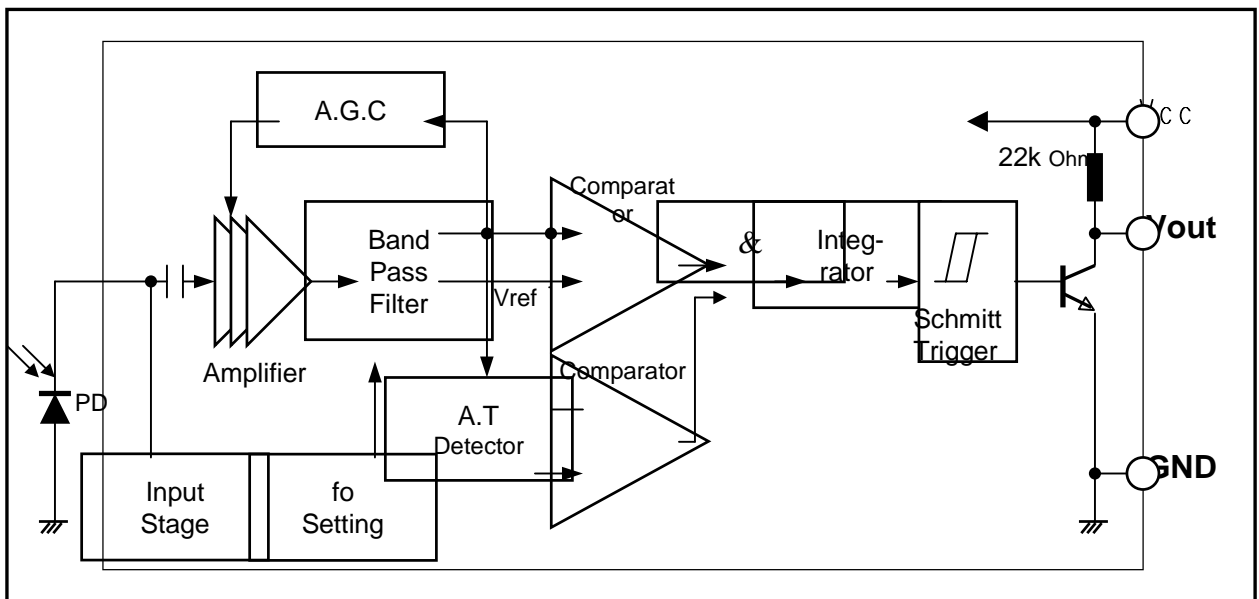 A.G.C
Vcc
22k Ohm
Comparat
or
Vout
Band
Pass
Filter
&
Integ-
rator
Vref
Schmitt
Trigger
Amplifier
Comparator
PD
A.T
Detector
GND
Input
Stage
fo
Setting